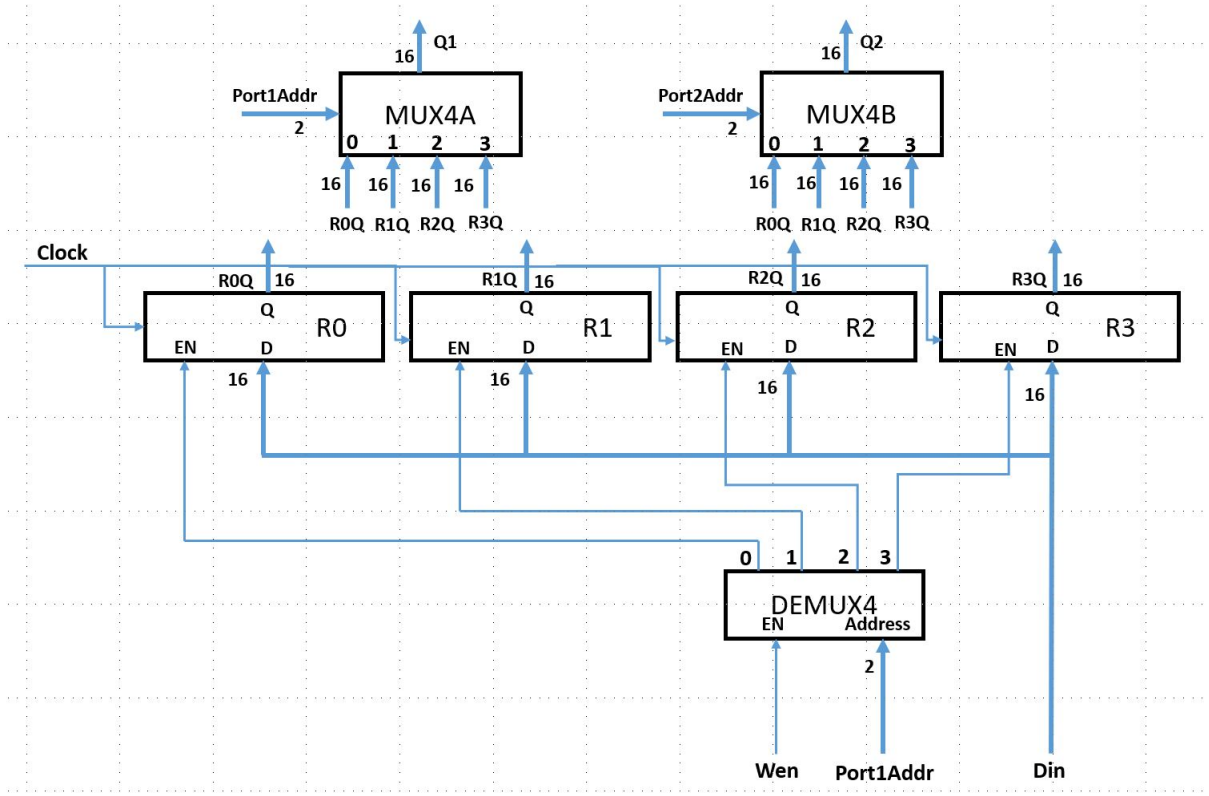 Q1
16
Port1Addr
2
MUX4A
0 1 2 3
16 16 16 16
R0Q R1Q R2Q R3Q
Q2
16
Port2Addr
2
MUX4B
0 1 2 3
16 16 16 16
R0Q R1Q R2Q R3Q
Clock
R0Q 16
Q
R0
EN D
16
R1Q 16
Q
R1
EN D
16
R2Q 16
Q
R2
EN D
16
R3Q 16
Q
R3
EN D
16
0 1 2 3
DEMUX4
EN Address
2
Wen Port1Addr Din